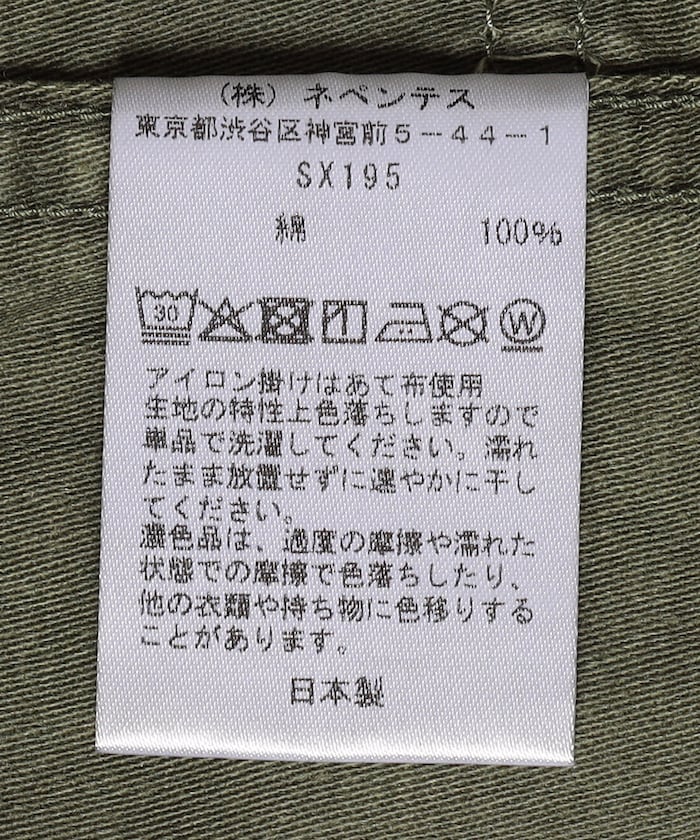 (株) ネペンテス
東京都渋谷区神宮前5-44-1
SX195
綿 100%
30 W
アイロン掛けはあて布使用
生地の特性上色落ちしますので
単品で洗濯してください。濡れ
たまま放置せずに速やかに干し
てください。
濃色品は、過度の摩擦や濡れた
状態での摩擦で色落ちしたり、
他の衣類や持ち物に色移りする
ことがあります。
日本製